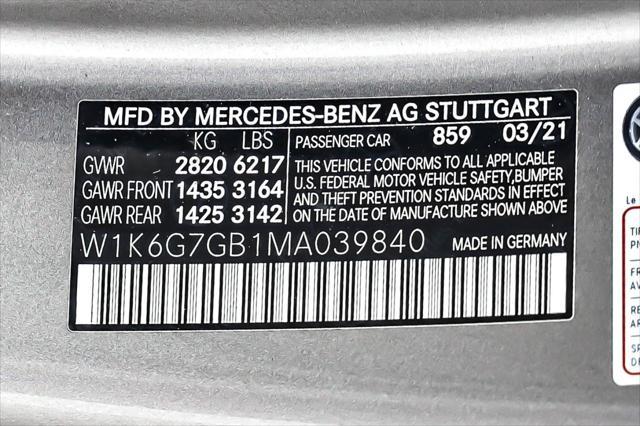 MFD BY MERCEDES-BENZ AG STUTTGART
KG LBS
GVWR 2820 6217
GAWR FRONT 1435 3164
GAWR REAR 1425 3142
PASSENGER CAR 859 03/21
THIS VEHICLE CONFORMS TO ALL APPLICABLE
U.S. FEDERAL MOTOR VEHICLE SAFETY,BUMPER
AND THEFT PREVENTION STANDARDS IN EFFECT
ON THE DATE OF MANUFACTURE SHOWN ABOVE
W1K6G7GB1MA039840 MADE IN GERMANY
Le